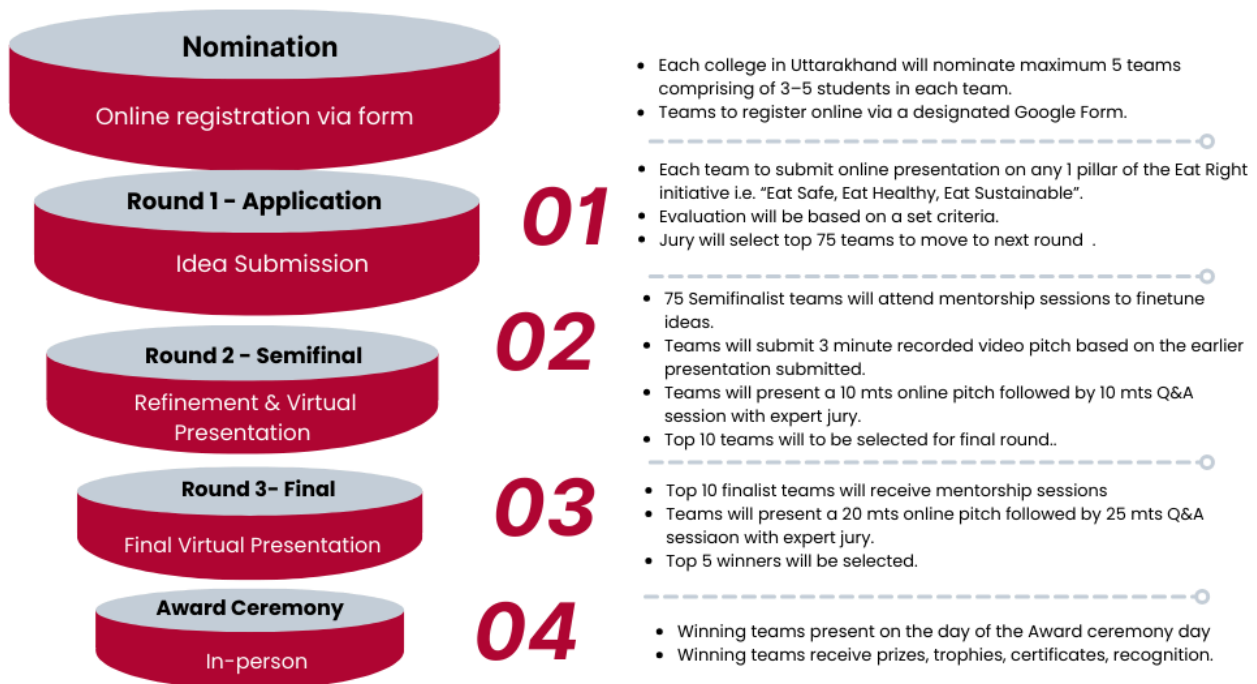 Nomination
Online registration via form
• Each college in Uttarakhand will nominate maximum 5 teams
comprising of 3–5 students in each team.
• Teams to register online via a designated Google Form.
Round 1 - Application
Idea Submission
01
• Each team to submit online presentation on any 1 pillar of the Eat Right
initiative i.e. “Eat Safe, Eat Healthy, Eat Sustainable”.
• Evaluation will be based on a set criteria.
• Jury will select top 75 teams to move to next round .
Round 2 - Semifinal
Refinement & Virtual
Presentation
02
• 75 Semifinalist teams will attend mentorship sessions to finetune
ideas.
• Teams will submit 3 minute recorded video pitch based on the earlier
presentation submitted.
• Teams will present a 10 mts online pitch followed by 10 mts Q&A
session with expert jury.
• Top 10 teams will to be selected for final round..
Round 3- Final
Final Virtual Presentation
03
• Top 10 finalist teams will receive mentorship sessions
• Teams will present a 20 mts online pitch followed by 25 mts Q&A
sessiaon with expert jury.
• Top 5 winners will be selected.
Award Ceremony
In-person
04
• Winning teams present on the day of the Award ceremony day
• Winning teams receive prizes, trophies, certificates, recognition.